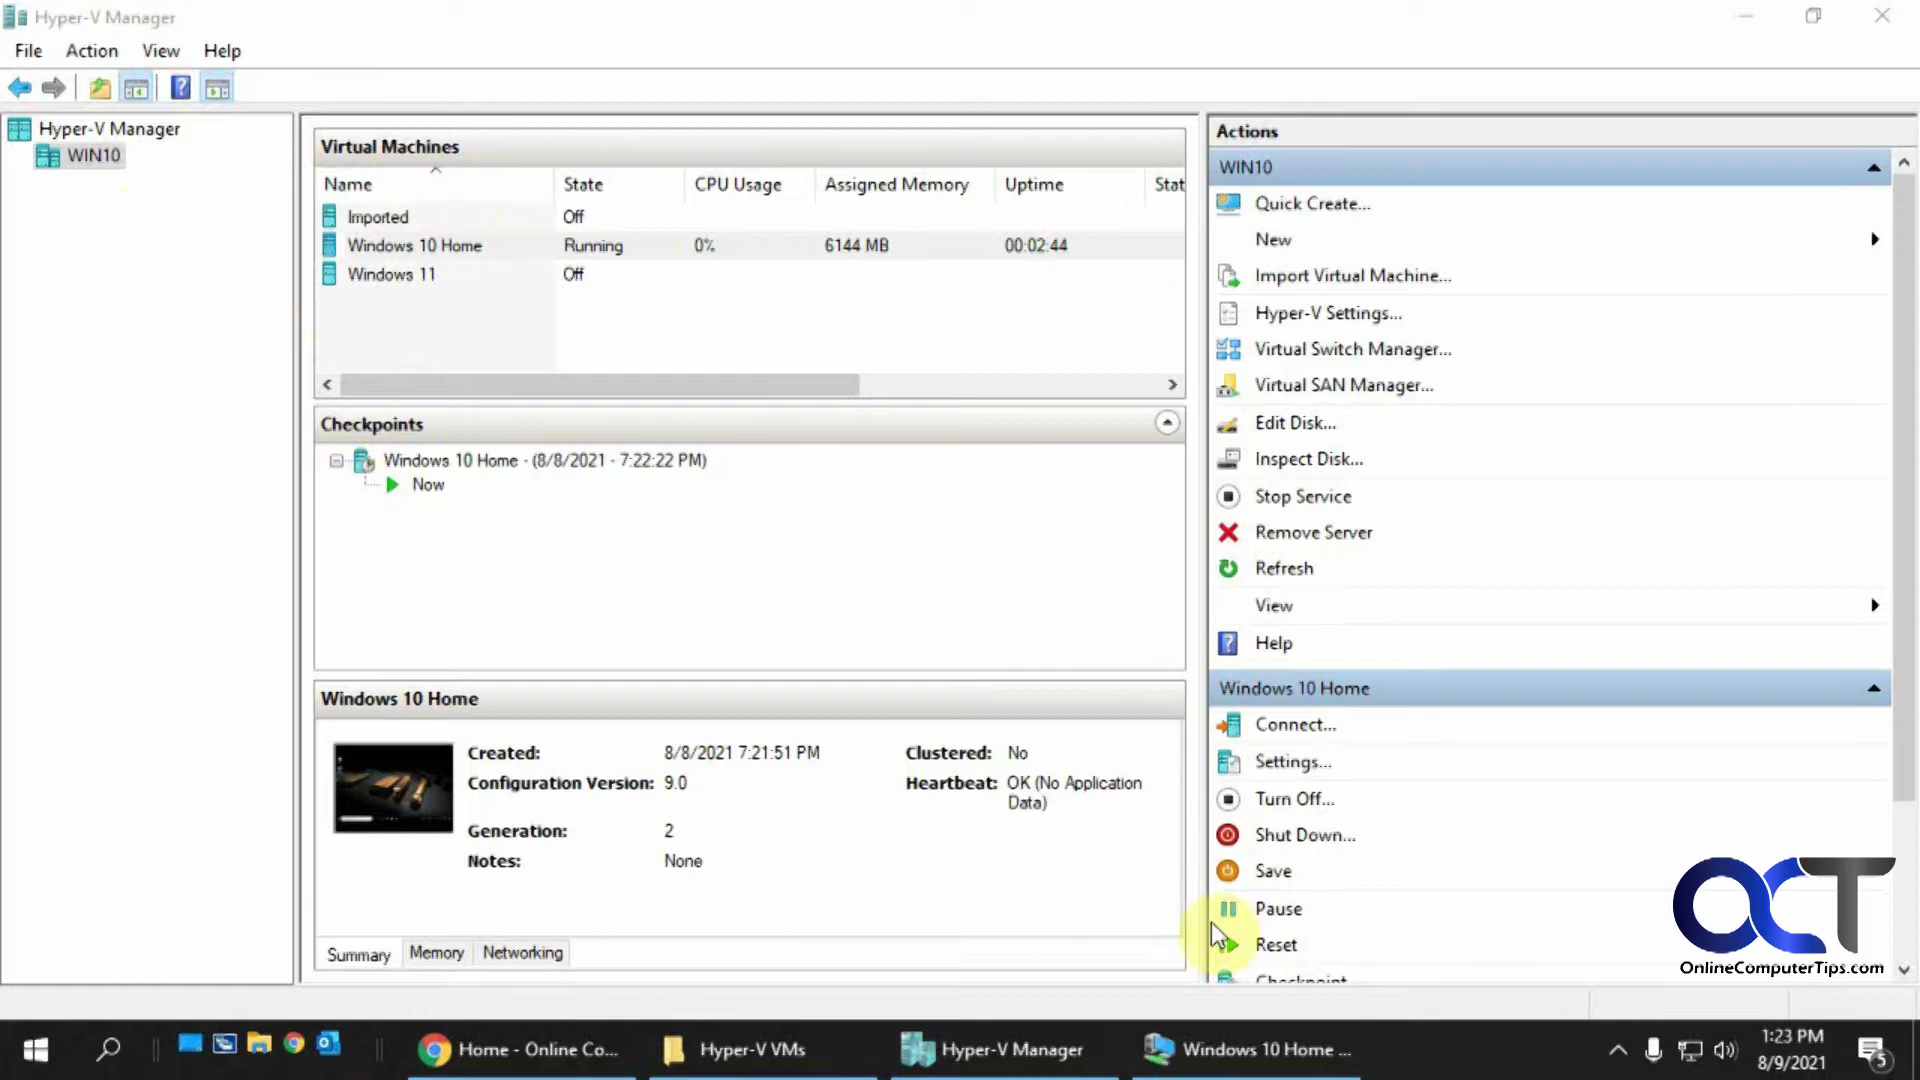 Hyper-V Manager
File Action View Help
Hyper-V Manager
WIN10
Virtual Machines
Name State CPU Usage Assigned Memory Uptime Stat
Imported Off
Windows 10 Home Running 0% 6144 MB 00:02:44
Windows 11 Off
Checkpoints
Windows 10 Home - (8/8/2021 - 7:22:22 PM)
Now
Windows 10 Home
Created: 8/8/2021 7:21:51 PM Clustered: No
Configuration Version: 9.0 Heartbeat: OK (No Application
Data)
Generation: 2
Notes: None
Summary Memory Networking
Actions
WIN10
Quick Create...
New
Import Virtual Machine...
Hyper-V Settings...
Virtual Switch Manager...
Virtual SAN Manager...
Edit Disk...
Inspect Disk...
Stop Service
Remove Server
Refresh
View
Help
Windows 10 Home
Connect...
Settings...
Turn Off...
Shut Down...
Save
Pause
Reset
Checkpoint
OCT
OnlineComputerTips.com
Home - Online Co... Hyper-V VMs Hyper-V Manager Windows 10 Home ...
1:23 PM
8/9/2021
5